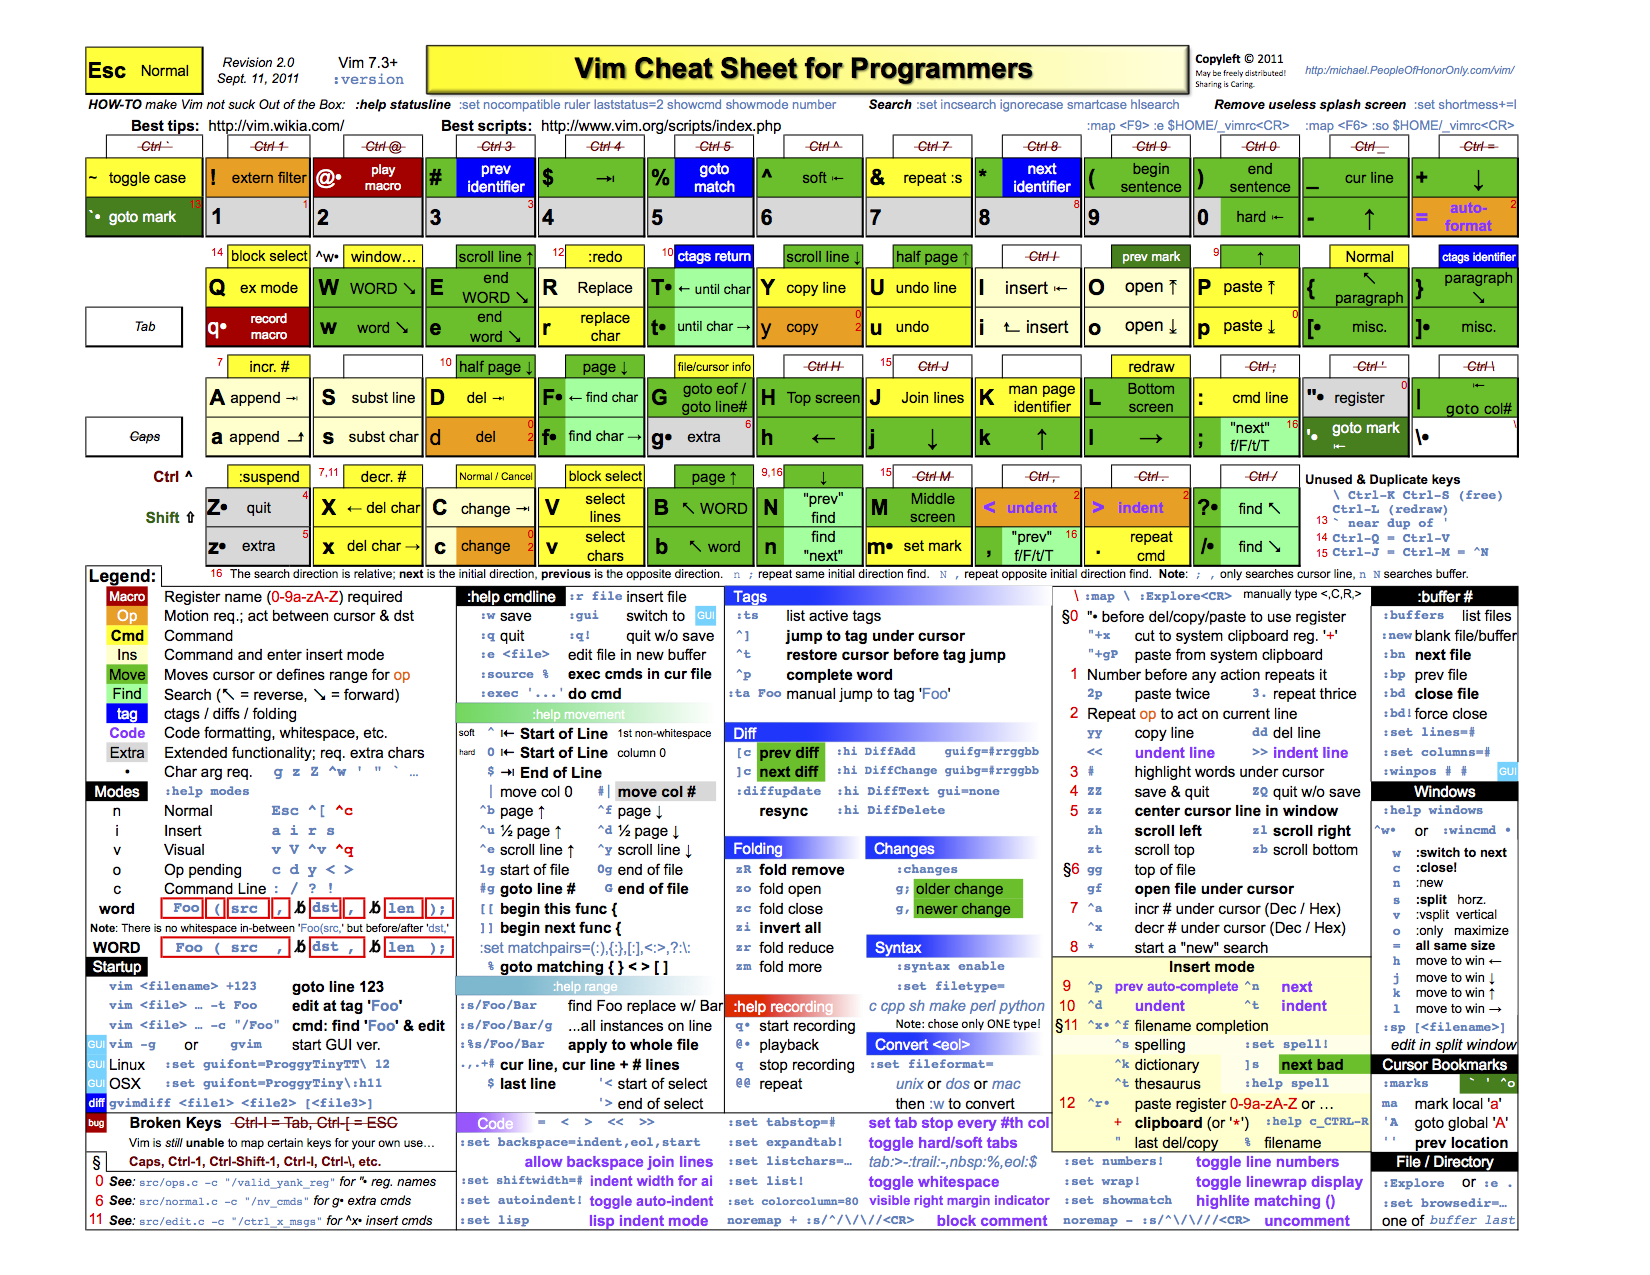 Esc Normal
Revision 2.0
Sept. 11, 2011
Vim 7.3+
:version
Vim Cheat Sheet for Programmers
Copyleft © 2011
May be freely distributed!
Sharing is Caring.
http:/michael.PeopleOfHonorOnly.com/vim/
HOW-TO make Vim not suck Out of the Box: :help statusline :set nocompatible ruler laststatus=2 showcmd showmode number Search :set incsearch ignorecase smartcase hlsearch Remove useless splash screen :set shortmess+=I
Best tips: http://vim.wikia.com/ Best scripts: http://www.vim.org/scripts/index.php :map <F9> :e $HOME/_vimrc<CR> :map <F6> :so $HOME/_vimrc<CR>
Ctrl ` Ctrl 1 Ctrl @ Ctrl 3 Ctrl 4 Ctrl 5 Ctrl ^ Ctrl 7 Ctrl 8 Ctrl 9 Ctrl 0 Ctrl _ Ctrl =
~ toggle case ! extern filter @• play macro # prev identifier $ ⇥ % goto match ^ soft ⇤ & repeat :s * next identifier ( begin sentence ) end sentence _ cur line + ↓
`• goto mark 13 1 1 2 3 4 5 6 7 8 8 9 0 hard ⇤ - ↑ = auto-format 2
14 block select ^w• window... scroll line ↑ 12 :redo 10 ctags return scroll line ↓ half page ↑ Ctrl I prev mark 9 ↑ Normal ctags identifier
Q ex mode W WORD ↘ E end WORD ↘ R Replace T• ← until char Y copy line U undo line I insert ⇤ O open ↑ P paste ↑ { ↖ paragraph } paragraph ↘
Tab q• record macro w word ↘ e end word ↘ r replace char t• until char → y copy 0 2 u undo i insert o open ↓ p paste ↓ 0 [• misc. ]• misc.
7 incr. # 10 half page ↓ page ↓ file/cursor info Ctrl H 15 Ctrl J redraw Ctrl ; Ctrl ' Ctrl \
A append ⇥ S subst line D del ⇥ F• ← find char G goto eof / goto line# H Top screen J Join lines K man page identifier L Bottom screen : cmd line "• register 0 | ⇤ goto col#
Caps a append s subst char d del 0 2 f• find char → g• extra 6 h ← j ↓ k ↑ l → ; "next" f/F/t/T 16 '• goto mark ⇤ \• \
Ctrl ^ :suspend 7,11 decr. # Normal / Cancel block select page ↑ 9,16 ↓ 15 Ctrl M Ctrl , Ctrl . Ctrl /
Shift ⇧ Z• quit 4 X ← del char C change ⇥ V select lines B ↖ WORD N "prev" find M Middle screen < undent 2 > indent 2 ?• find ↖
z• extra 5 x del char → c change 0 2 v select chars b ↖ word n find "next" m• set mark , "prev" f/F/t/T 16 . repeat cmd /• find ↘
Unused & Duplicate keys
\ Ctrl-K Ctrl-S (free)
Ctrl-L (redraw)
13 ` near dup of '
14 Ctrl-Q = Ctrl-V
15 Ctrl-J = Ctrl-M = ^N
16 The search direction is relative; next is the initial direction, previous is the opposite direction. n ; repeat same initial direction find. N , repeat opposite initial direction find. Note: ; , only searches cursor line, n N searches buffer.
Legend:
Macro Register name (0-9a-zA-Z) required
Op Motion req.; act between cursor & dst
Cmd Command
Ins Command and enter insert mode
Move Moves cursor or defines range for op
Find Search (↖ = reverse, ↘ = forward)
tag ctags / diffs / folding
Code Code formatting, whitespace, etc.
Extra Extended functionality; req. extra chars
• Char arg req. g z Z ^w ' " ` ...
Modes :help modes
n Normal Esc ^[ ^c
i Insert a i r s
v Visual v V ^v ^q
o Op pending c d y < >
c Command Line : / ? !
word Foo ( src , ƀ dst , ƀ len );
Note: There is no whitespace in-between 'Foo(src,' but before/after 'dst,'
WORD Foo ( src , ƀ dst , ƀ len );
Startup
vim <filename> +123 goto line 123
vim <file> … -t Foo edit at tag 'Foo'
vim <file> … -c "/Foo" cmd: find 'Foo' & edit
GUI vim -g or gvim start GUI ver.
GUI Linux :set guifont=ProggyTinyTT\ 12
GUI OSX :set guifont=ProggyTiny\:h11
diff gvimdiff <file1> <file2> [<file3>]
bug Broken Keys Ctrl-I = Tab, Ctrl-[ = ESC
Vim is still unable to map certain keys for your own use...
§ Caps, Ctrl-1, Ctrl-Shift-1, Ctrl-I, Ctrl-\, etc.
0 See: src/ops.c -c "/valid_yank_reg" for "• reg. names
6 See: src/normal.c -c "/nv_cmds" for g• extra cmds
11 See: src/edit.c -c "/ctrl_x_msgs" for ^x• insert cmds
:help cmdline :r file insert file
:w save :gui switch to GUI
:q quit :q! quit w/o save
:e <file> edit file in new buffer
:source % exec cmds in cur file
:exec '...' do cmd
:help movement
soft ^ ⇤ Start of Line 1st non-whitespace
hard 0 ⇤ Start of Line column 0
$ ⇥ End of Line
| move col 0 #| move col #
^b page ↑ ^f page ↓
^u ½ page ↑ ^d ½ page ↓
^e scroll line ↑ ^y scroll line ↓
1g start of file 0g end of file
#g goto line # G end of file
[[ begin this func {
]] begin next func {
:set matchpairs=(:),{:},[:],<:>,?:\:
% goto matching { } < > [ ]
:help range
:s/Foo/Bar find Foo replace w/ Bar
:s/Foo/Bar/g ...all instances on line
:%s/Foo/Bar apply to whole file
.,.+# cur line, cur line + # lines
$ last line '< start of select
'> end of select
Tags
:ts list active tags
^] jump to tag under cursor
^t restore cursor before tag jump
^p complete word
:ta Foo manual jump to tag 'Foo'
Diff
[c prev diff :hi DiffAdd guifg=#rrggbb
]c next diff :hi DiffChange guibg=#rrggbb
:diffupdate :hi DiffText gui=none
resync :hi DiffDelete
Folding
zR fold remove
zo fold open
zc fold close
zi invert all
zr fold reduce
zm fold more
Changes
:changes
g; older change
g, newer change
Syntax
:syntax enable
:set filetype=
c cpp sh make perl python
Note: chose only ONE type!
:help recording
q• start recording
@• playback
q stop recording
@@ repeat
Convert <eol>
:set fileformat=
unix or dos or mac
then :w to convert
Code = < > << >>
:set backspace=indent,eol,start
allow backspace join lines
:set shiftwidth=# indent width for ai
:set autoindent! toggle auto-indent
:set lisp lisp indent mode
:set tabstop=# set tab stop every #th col
:set expandtab! toggle hard/soft tabs
:set listchars=… tab:>-:trail:-,nbsp:%,eol:$
:set list! toggle whitespace
:set colorcolumn=80 visible right margin indicator
noremap + :s/^/\/\//<CR> block comment
\ :map \ :Explore<CR> manually type <,C,R,>
§0 "• before del/copy/paste to use register
"+x cut to system clipboard reg. '+'
"+gP paste from system clipboard
1 Number before any action repeats it
2p paste twice 3. repeat thrice
2 Repeat op to act on current line
yy copy line dd del line
<< undent line >> indent line
3 # highlight words under cursor
4 ZZ save & quit ZQ quit w/o save
5 zz center cursor line in window
zh scroll left zl scroll right
zt scroll top zb scroll bottom
§6 gg top of file
gf open file under cursor
7 ^a incr # under cursor (Dec / Hex)
^x decr # under cursor (Dec / Hex)
8 * start a "new" search
Insert mode
9 ^p prev auto-complete ^n next
10 ^d undent ^t indent
§11 ^x• ^f filename completion
^s spelling :set spell!
^k dictionary ]s next bad
^t thesaurus :help spell
12 ^r• paste register 0-9a-zA-Z or …
+ clipboard (or '*') :help c_CTRL-R
" last del/copy % filename
:set numbers! toggle line numbers
:set wrap! toggle linewrap display
:set showmatch highlite matching ()
noremap - :s/^\/\///<CR> uncomment
:buffer #
:buffers list files
:new blank file/buffer
:bn next file
:bp prev file
:bd close file
:bd! force close
:set lines=#
:set columns=#
:winpos # # GUI
Windows
:help windows
^w• or :wincmd •
w :switch to next
c :close!
n :new
s :split horz.
v :vsplit vertical
o :only maximize
= all same size
h move to win ←
j move to win ↓
k move to win ↑
l move to win →
:sp [<filename>]
edit in split window
Cursor Bookmarks
:marks ` ' ^o
ma mark local 'a'
'A goto global 'A'
'' prev location
File / Directory
:Explore or :e .
:set browsedir=…
one of buffer last